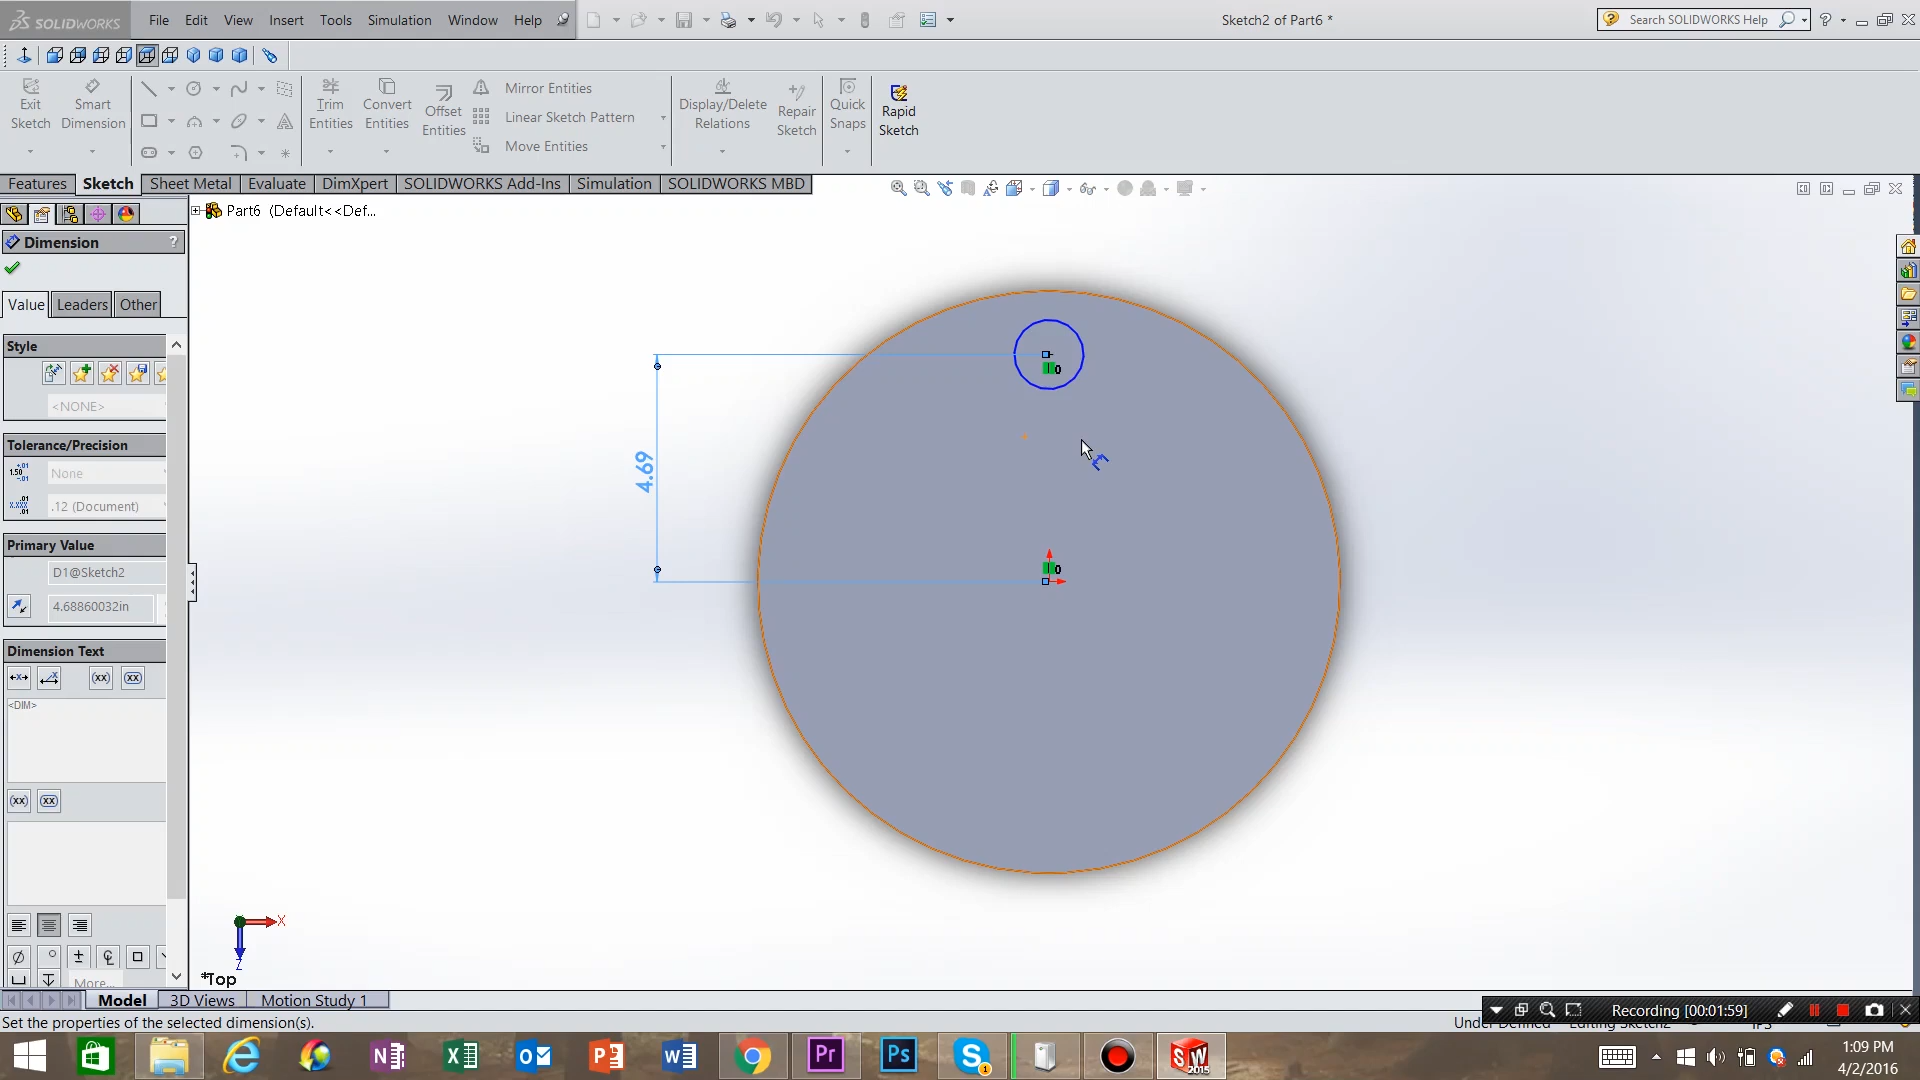 SOLIDWORKS File Edit View Insert Tools Simulation Window Help Sketch2 of Part6 * Search SOLIDWORKS Help
Exit Sketch
Smart Dimension
Trim Entities
Convert Entities
Offset Entities
Mirror Entities
Linear Sketch Pattern
Move Entities
Display/Delete Relations
Repair Sketch
Quick Snaps
Rapid Sketch
Features Sketch Sheet Metal Evaluate DimXpert SOLIDWORKS Add-Ins Simulation SOLIDWORKS MBD
Part6 (Default<<Def...
Dimension ?
Value Leaders Other
Style
<NONE>
Tolerance/Precision
None
.12 (Document)
Primary Value
D1@Sketch2
4.68860032in
Dimension Text
<DIM>
More...
4.69
0
0
X
Z
*Top
Model 3D Views Motion Study 1
Recording [00:01:59]
Set the properties of the selected dimension(s).
1:09 PM
4/2/2016